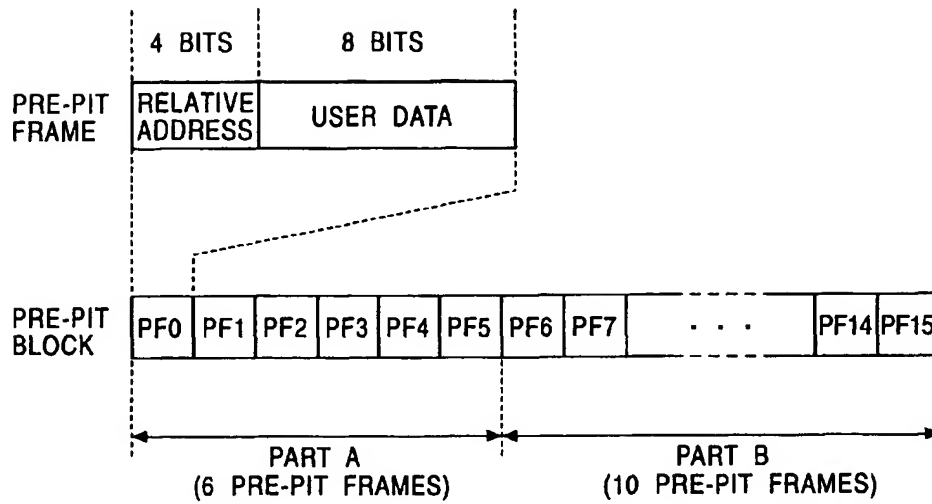 4 BITS 8 BITS
PRE-PIT FRAME
RELATIVE ADDRESS
USER DATA
PRE-PIT BLOCK
PF0 PF1 PF2 PF3 PF4 PF5 PF6 PF7 . . . PF14 PF15
PART A
(6 PRE-PIT FRAMES)
PART B
(10 PRE-PIT FRAMES)